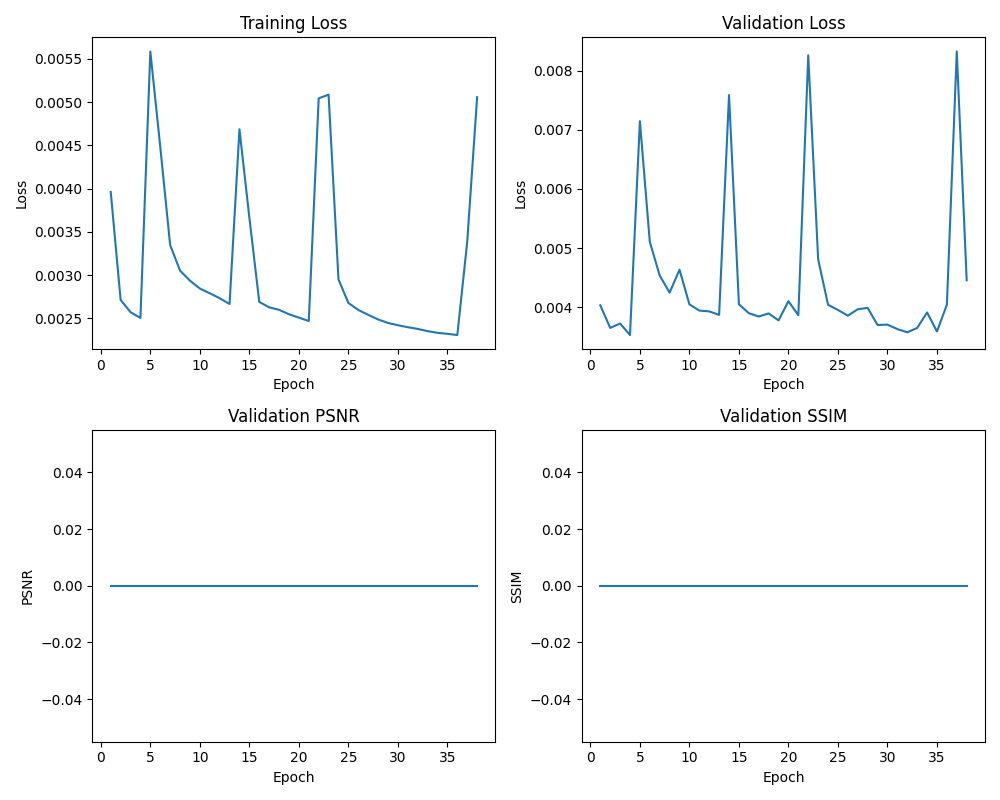 Training Loss
0.0055
0.0050
0.0045
0.0040
0.0035
0.0030
0.0025
Loss
0 5 10 15 20 25 30 35
Epoch
Validation Loss
0.008
0.007
0.006
0.005
0.004
Loss
0 5 10 15 20 25 30 35
Epoch
Validation PSNR
0.04
0.02
0.00
−0.02
−0.04
PSNR
0 5 10 15 20 25 30 35
Epoch
Validation SSIM
0.04
0.02
0.00
−0.02
−0.04
SSIM
0 5 10 15 20 25 30 35
Epoch